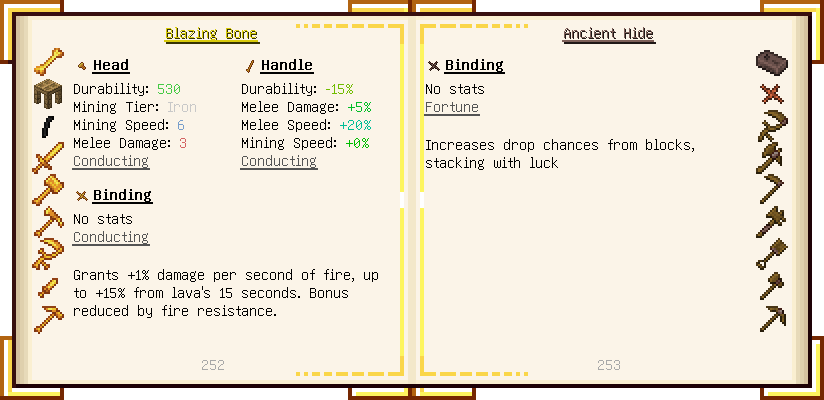 Blazing Bone
Head
Durability: 530
Mining Tier: Iron
Mining Speed: 6
Melee Damage: 3
Conducting
Handle
Durability: -15%
Melee Damage: +5%
Melee Speed: +20%
Mining Speed: +0%
Conducting
Binding
No stats
Conducting
Grants +1% damage per second of fire, up
to +15% from lava's 15 seconds. Bonus
reduced by fire resistance.
252
Ancient Hide
Binding
No stats
Fortune
Increases drop chances from blocks,
stacking with luck
253